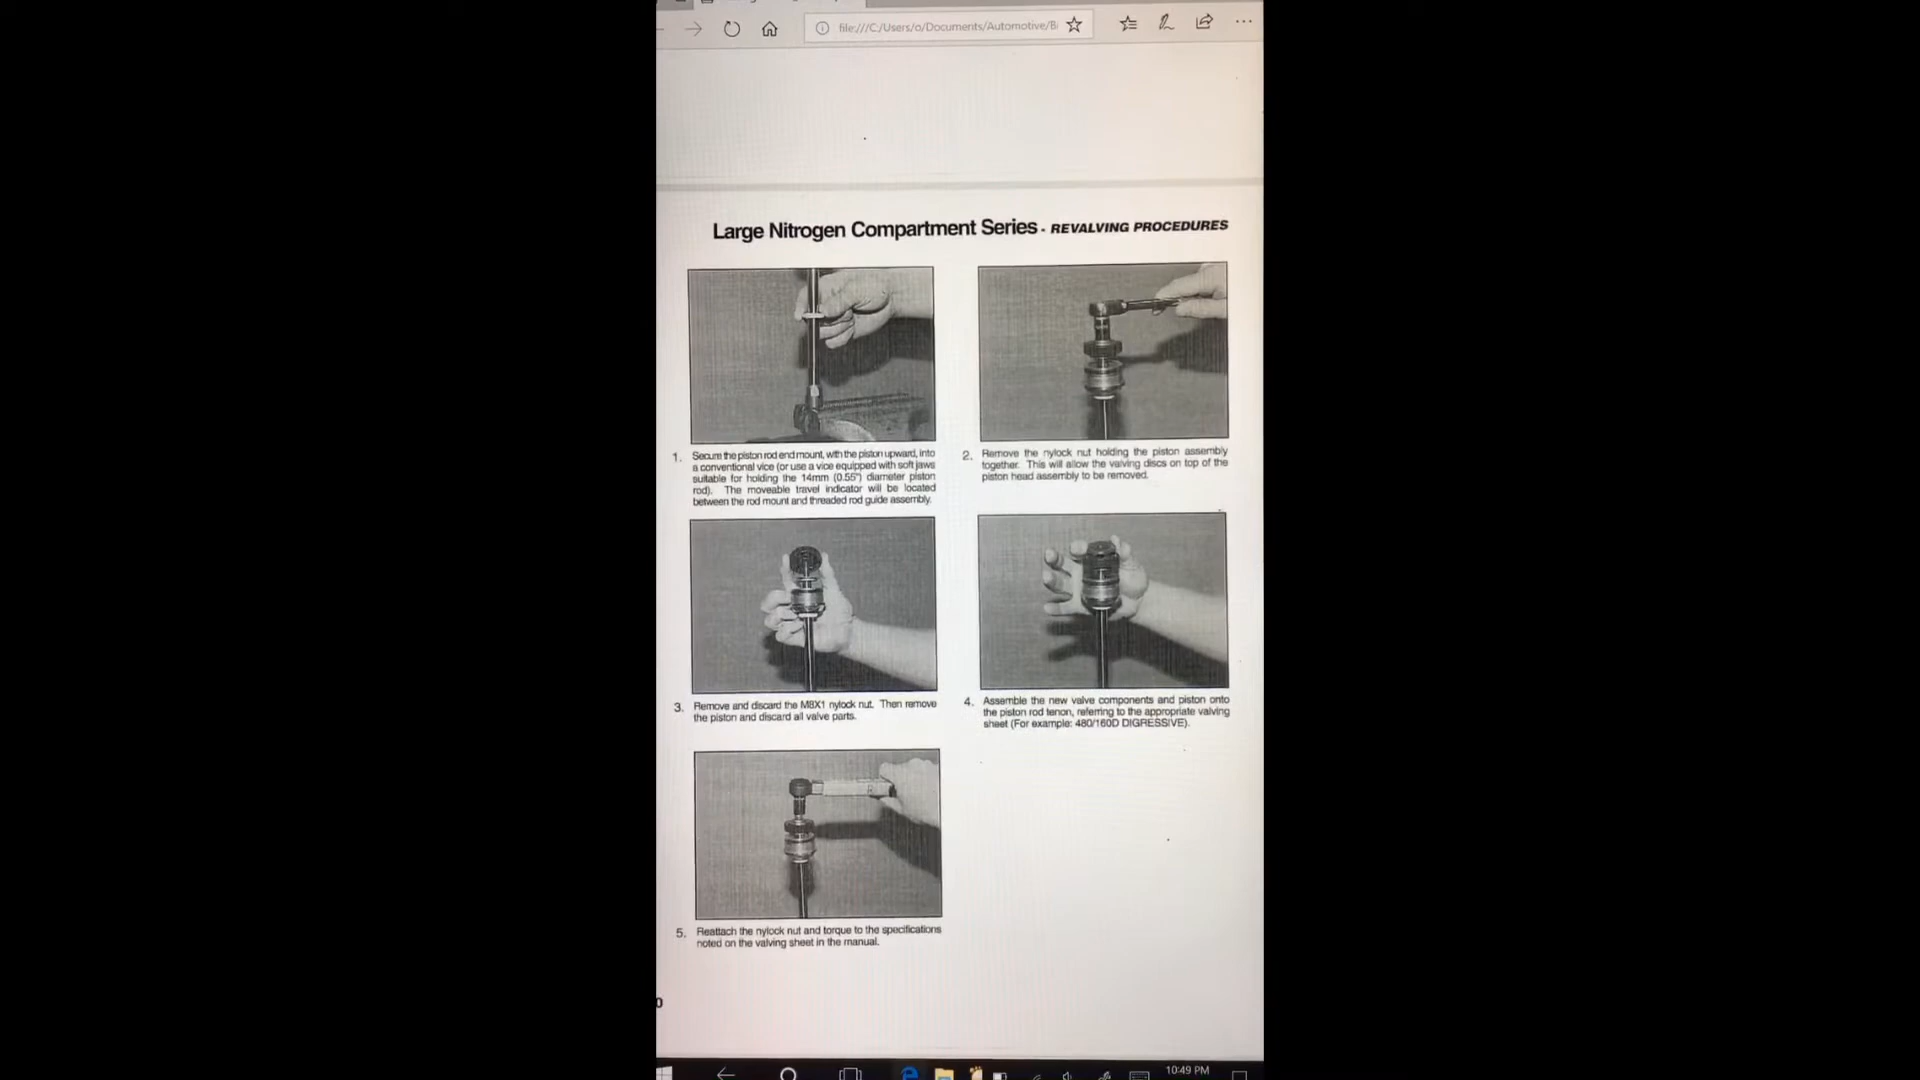 file:///C:/Users/o/Documents/Automotive/B
Large Nitrogen Compartment Series - REVALVING PROCEDURES
1. Secure the piston rod end mount, with the piston upward, into
a conventional vice (or use a vice equipped with soft jaws
suitable for holding the 14mm (0.55") diameter piston
rod). The moveable travel indicator will be located
between the rod mount and threaded rod guide assembly.
2. Remove the nylock nut holding the piston assembly
together. This will allow the valving discs on top of the
piston head assembly to be removed.
3. Remove and discard the M8X1 nylock nut. Then remove
the piston and discard all valve parts.
4. Assemble the new valve components and piston onto
the piston rod tenon, referring to the appropriate valving
sheet (For example: 480/160D DIGRESSIVE).
5. Reattach the nylock nut and torque to the specifications
noted on the valving sheet in the manual.
0
10:49 PM